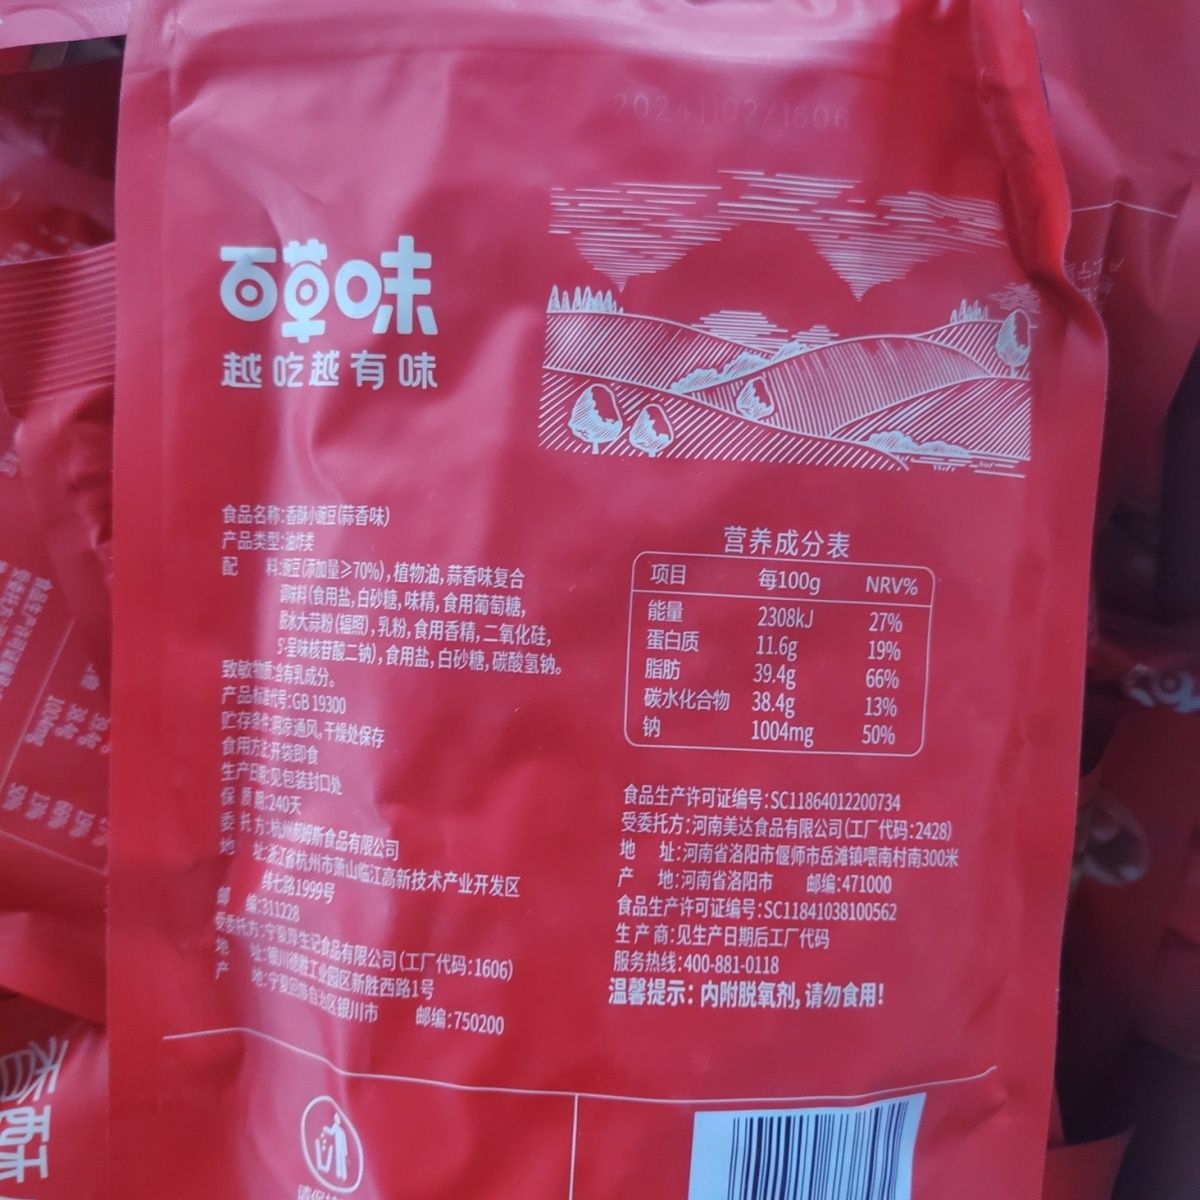 20241102/1606
百草味
越吃越有味
食品名称:香酥小豌豆(蒜香味)
产品类型:油炸类
配 料:豌豆(添加量≥70%),植物油,蒜香味复合
调味料(食用盐,白砂糖,味精,食用葡萄糖,
脱水大蒜粉(辐照),乳粉,食用香精,二氧化硅,
5'-呈味核苷酸二钠),食用盐,白砂糖,碳酸氢钠。
致敏物质:含有乳成分。
产品标准代号:GB 19300
贮存条件:阴凉通风,干燥处保存
食用方法:开袋即食
生产日期:见包装封口处
保 质 期:240天
委 托 方:杭州郝姆斯食品有限公司
地 址:浙江省杭州市萧山临江高新技术产业开发区
纬七路1999号
邮 编:311228
受委托方:宁夏厚生记食品有限公司(工厂代码:1606)
地 址:银川德胜工业园区新胜西路1号
产 地:宁夏回族自治区银川市 邮编:750200
营养成分表
项目 每100g NRV%
能量 2308kJ 27%
蛋白质 11.6g 19%
脂肪 39.4g 66%
碳水化合物 38.4g 13%
钠 1004mg 50%
食品生产许可证编号:SC11864012200734
受委托方:河南美达食品有限公司(工厂代码:2428)
地 址:河南省洛阳市偃师市岳滩镇喂南村南300米
产 地:河南省洛阳市 邮编:471000
食品生产许可证编号:SC11841038100562
生 产 商:见生产日期后工厂代码
服务热线:400-881-0118
温馨提示:内附脱氧剂,请勿食用!
香酥